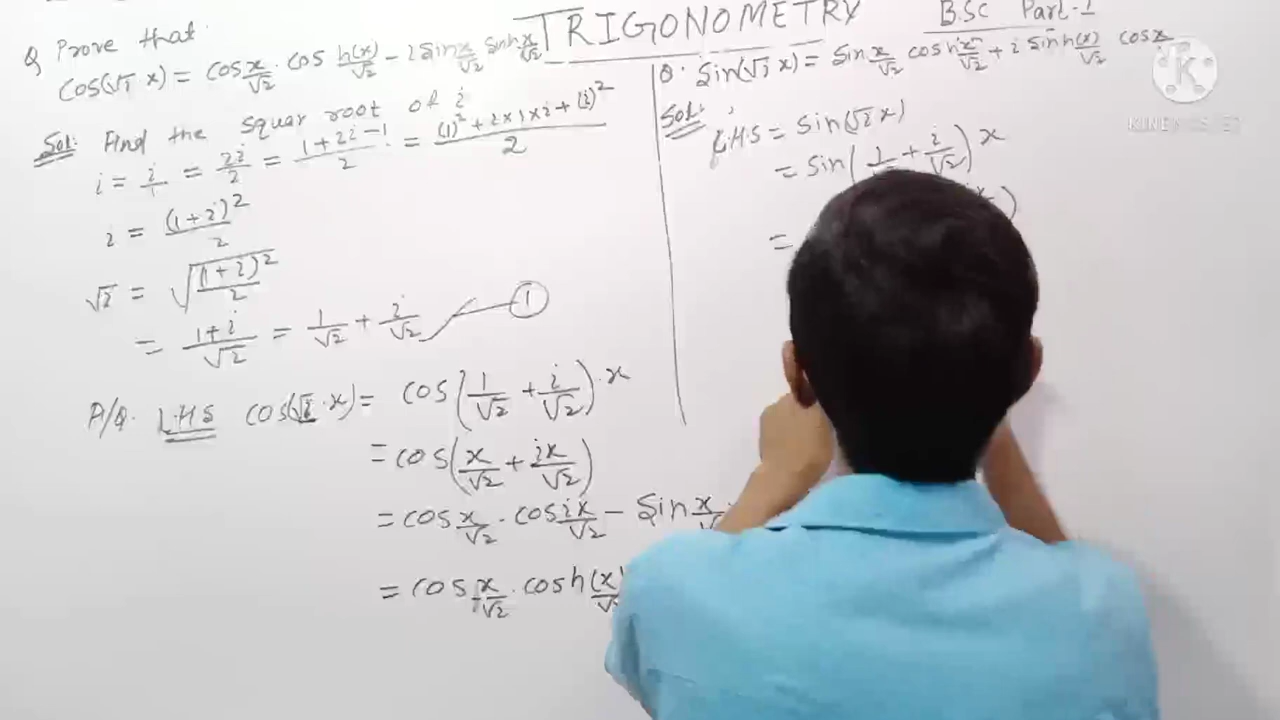 TRIGONOMETRY
B.SC Part-1
Q Prove that
cos(√i x) = cos x/√2 . cos h(x)/√2 - i sin x/√2 sinh x/√2
Sol: Find the squar root of i
i = i/1 = 2i/2 = (1+2i-1)/2 = ((1)²+2×1×i+(i)²)/2
i = (1+i)²/2
√i = √((1+i)²/2)
= (1+i)/√2 = 1/√2 + i/√2 ①
P/Q. L.H.S cos(√i . x) = cos(1/√2 + i/√2) . x
= cos(x/√2 + ix/√2)
= cos x/√2 . cos ix/√2 - sin x/√2
= cos x/√2 . cosh(x)
Q. sin(√i x) = sin x/√2 cosh x/√2 + i sinh(x)/√2 cos x
Sol:
L.H.S = sin(√i x)
= sin(1/√2 + i/√2) x
=
KINEMASTER